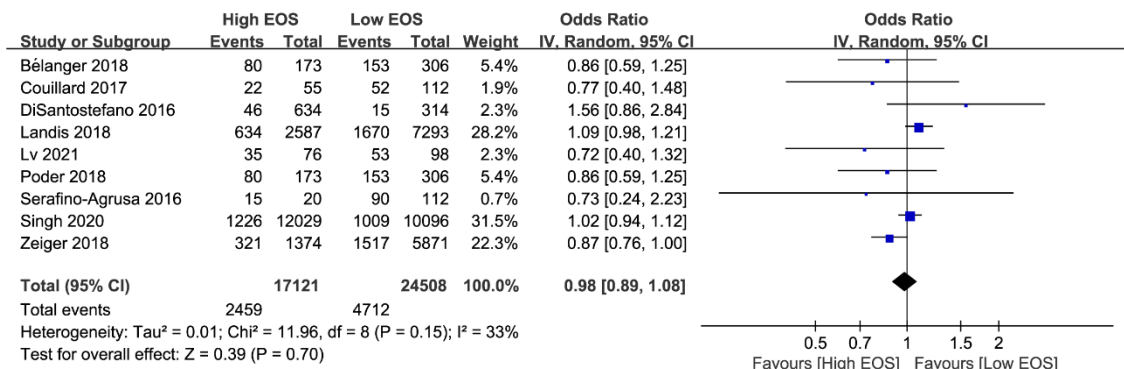 High EOS Low EOS Odds Ratio Odds Ratio
Study or Subgroup Events Total Events Total Weight IV, Random, 95% CI IV, Random, 95% CI
Bélanger 2018 80 173 153 306 5.4% 0.86 [0.59, 1.25]
Couillard 2017 22 55 52 112 1.9% 0.77 [0.40, 1.48]
DiSantostefano 2016 46 634 15 314 2.3% 1.56 [0.86, 2.84]
Landis 2018 634 2587 1670 7293 28.2% 1.09 [0.98, 1.21]
Lv 2021 35 76 53 98 2.3% 0.72 [0.40, 1.32]
Poder 2018 80 173 153 306 5.4% 0.86 [0.59, 1.25]
Serafino-Agrusa 2016 15 20 90 112 0.7% 0.73 [0.24, 2.23]
Singh 2020 1226 12029 1009 10096 31.5% 1.02 [0.94, 1.12]
Zeiger 2018 321 1374 1517 5871 22.3% 0.87 [0.76, 1.00]
Total (95% CI) 17121 24508 100.0% 0.98 [0.89, 1.08]
Total events 2459 4712
Heterogeneity: Tau² = 0.01; Chi² = 11.96, df = 8 (P = 0.15); I² = 33%
Test for overall effect: Z = 0.39 (P = 0.70)
0.5 0.7 1 1.5 2
Favours [High EOS] Favours [Low EOS]